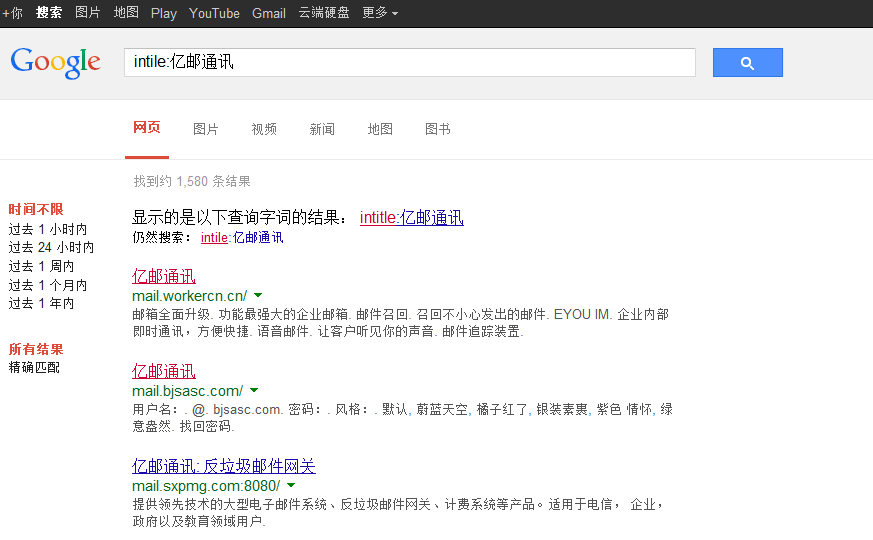 +你 搜索 图片 地图 Play YouTube Gmail 云端硬盘 更多
Google intile:亿邮通讯
网页 图片 视频 新闻 地图 图书
找到约 1,580 条结果
时间不限
过去 1 小时内
过去 24 小时内
过去 1 周内
过去 1 个月内
过去 1 年内
所有结果
精确匹配
显示的是以下查询字词的结果： intitle:亿邮通讯
仍然搜索： intile:亿邮通讯
亿邮通讯
mail.workercn.cn/
邮箱全面升级. 功能最强大的企业邮箱. 邮件召回. 召回不小心发出的邮件. EYOU IM. 企业内部
即时通讯，方便快捷. 语音邮件. 让客户听见你的声音. 邮件追踪装置.
亿邮通讯
mail.bjsasc.com/
用户名：. @. bjsasc.com. 密码：. 风格：. 默认, 蔚蓝天空, 橘子红了, 银装素裹, 紫色 情怀, 绿
意盎然. 找回密码.
亿邮通讯: 反垃圾邮件网关
mail.sxpmg.com:8080/
提供领先技术的大型电子邮件系统、反垃圾邮件网关、计费系统等产品。适用于电信， 企业，
政府以及教育领域用户.